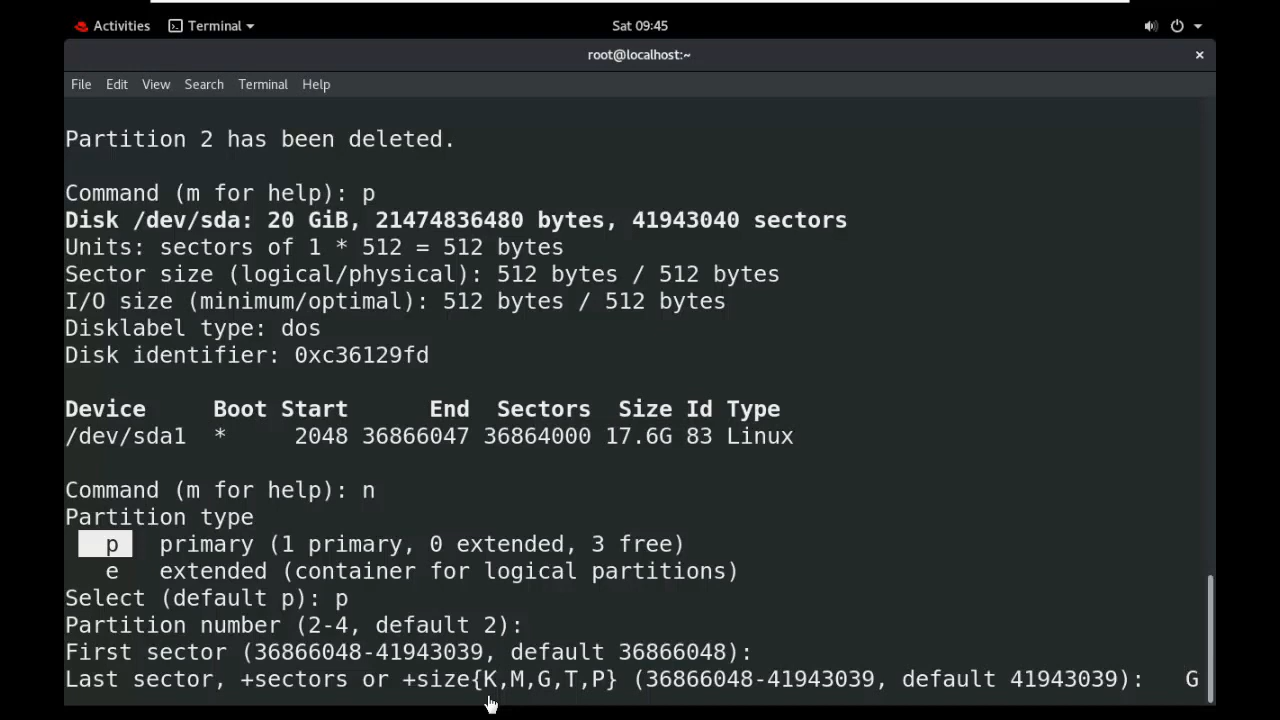 Activities Terminal Sat 09:45
root@localhost:~ ×
File Edit View Search Terminal Help
Partition 2 has been deleted.
Command (m for help): p
Disk /dev/sda: 20 GiB, 21474836480 bytes, 41943040 sectors
Units: sectors of 1 * 512 = 512 bytes
Sector size (logical/physical): 512 bytes / 512 bytes
I/O size (minimum/optimal): 512 bytes / 512 bytes
Disklabel type: dos
Disk identifier: 0xc36129fd
Device     Boot Start      End  Sectors  Size Id Type
/dev/sda1  *     2048 36866047 36864000 17.6G 83 Linux
Command (m for help): n
Partition type
p   primary (1 primary, 0 extended, 3 free)
e   extended (container for logical partitions)
Select (default p): p
Partition number (2-4, default 2):
First sector (36866048-41943039, default 36866048):
Last sector, +sectors or +size{K,M,G,T,P} (36866048-41943039, default 41943039):   G